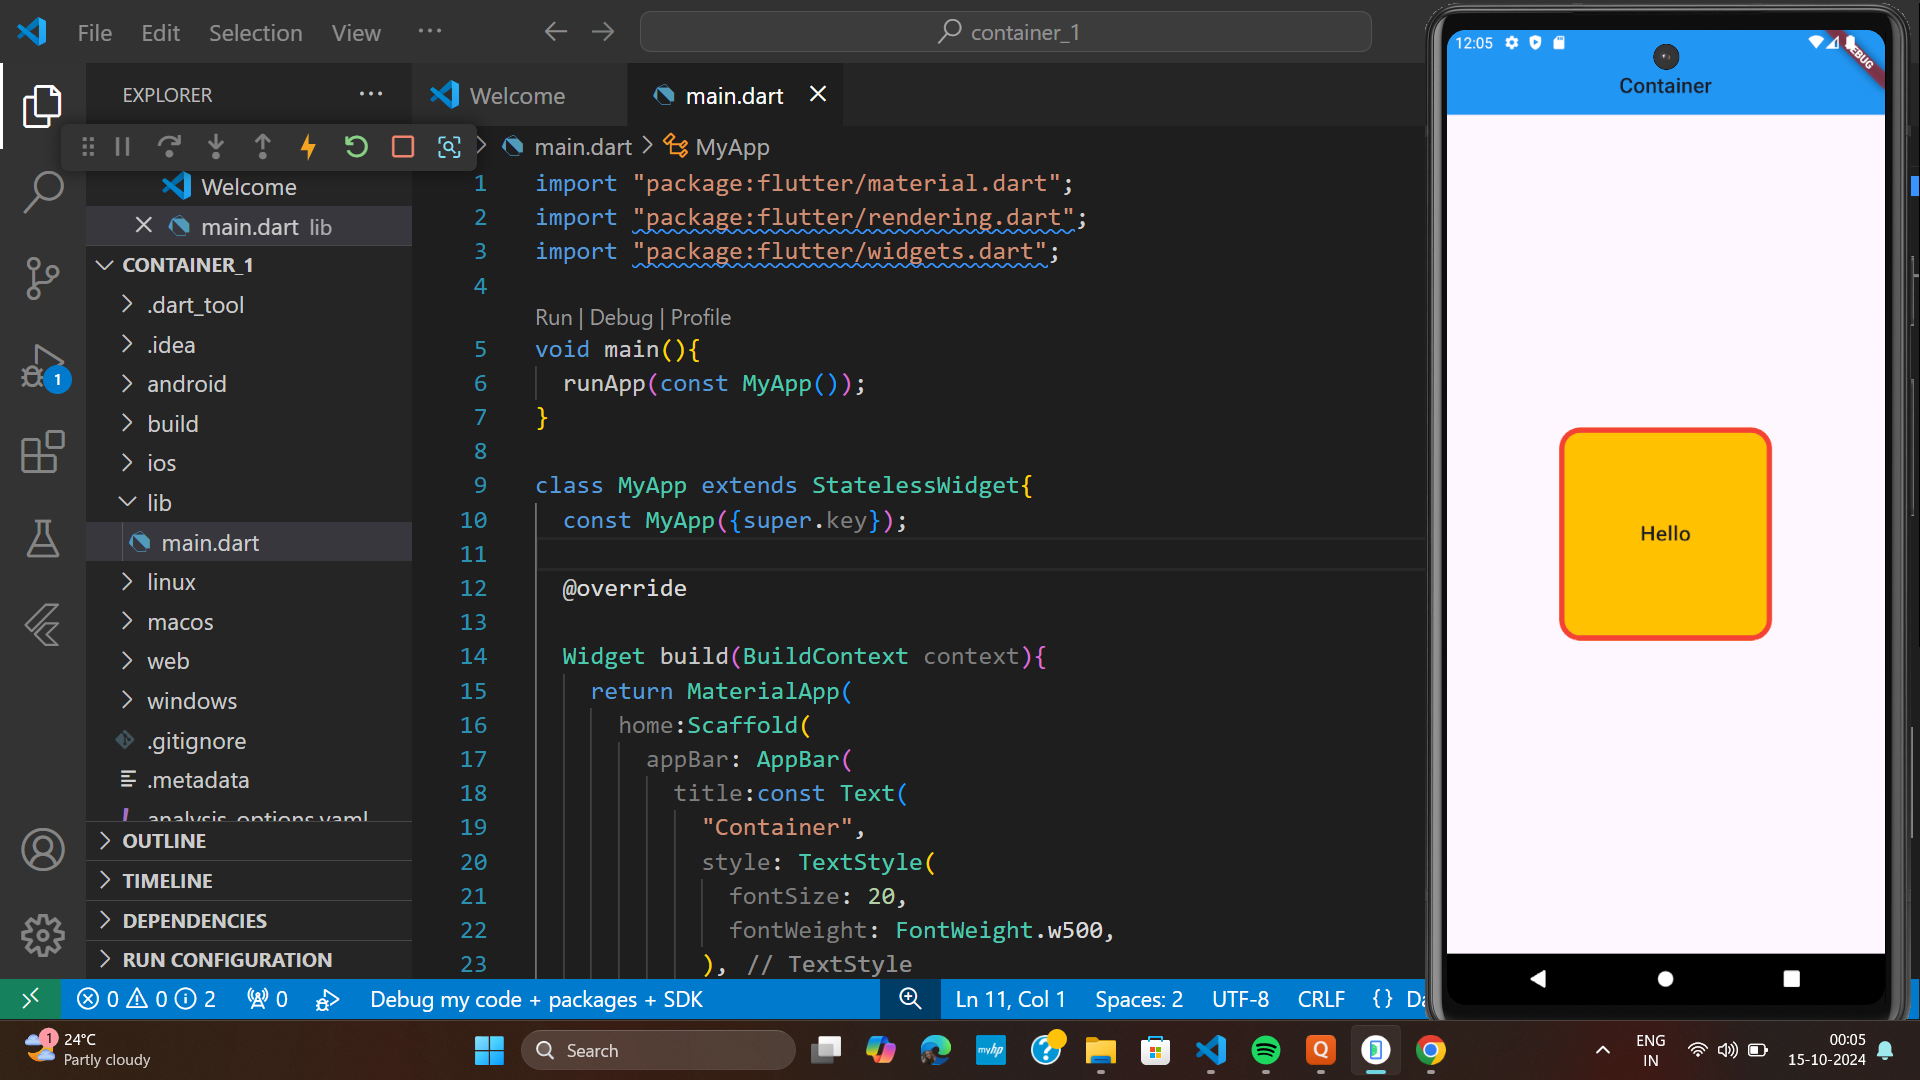 File Edit Selection View ···
container_1
EXPLORER ···
Welcome
main.dart
main.dart > MyApp
Welcome
main.dart lib
CONTAINER_1
.dart_tool
.idea
android
build
ios
lib
main.dart
linux
macos
web
windows
.gitignore
.metadata
analysis_options.yaml
OUTLINE
TIMELINE
DEPENDENCIES
RUN CONFIGURATION
1
1 import "package:flutter/material.dart";
2 import "package:flutter/rendering.dart";
3 import "package:flutter/widgets.dart";
4
Run | Debug | Profile
5 void main(){
6 runApp(const MyApp());
7 }
8
9 class MyApp extends StatelessWidget{
10 const MyApp({super.key});
11
12 @override
13
14 Widget build(BuildContext context){
15 return MaterialApp(
16 home:Scaffold(
17 appBar: AppBar(
18 title:const Text(
19 "Container",
20 style: TextStyle(
21 fontSize: 20,
22 fontWeight: FontWeight.w500,
23 ), // TextStyle
12:05
DEBUG
Container
Hello
0 0 2 0 Debug my code + packages + SDK Ln 11, Col 1 Spaces: 2 UTF-8 CRLF {}
1
24°C
Partly cloudy
Search
myhp
Q
ENG
IN
00:05
15-10-2024